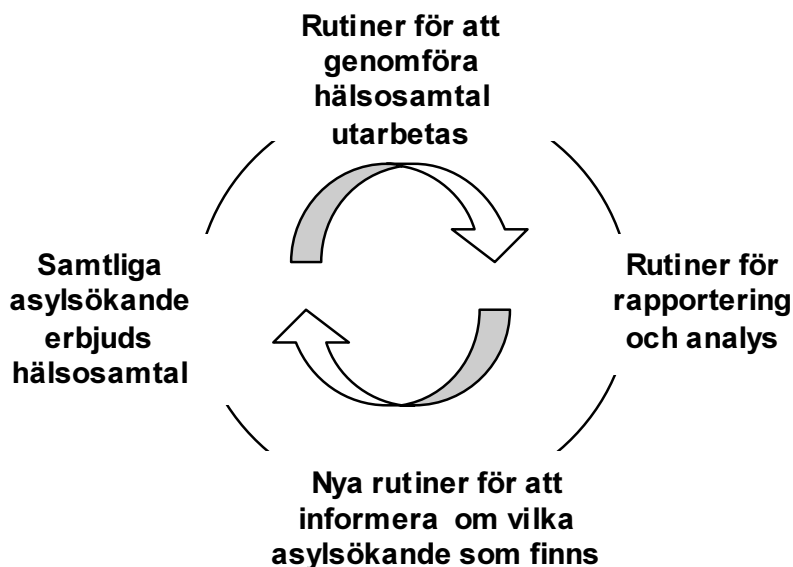 Rutiner för att
genomföra
hälsosamtal
utarbetas
Samtliga
asylsökande
erbjuds
hälsosamtal
Rutiner för
rapportering
och analys
Nya rutiner för att
informera om vilka
asylsökande som finns